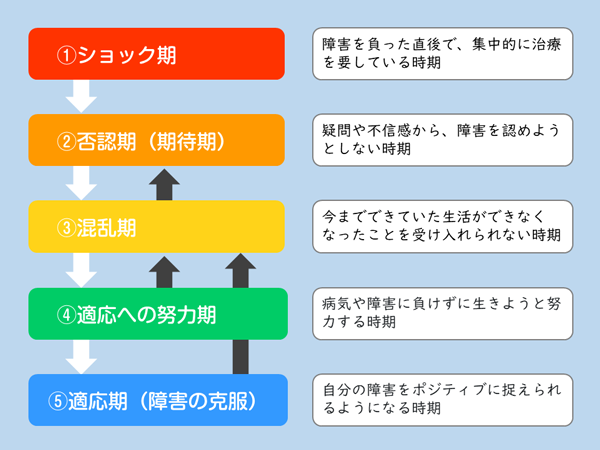 ①ショック期
障害を負った直後で、集中的に治療
を要している時期
②否認期（期待期）
疑問や不信感から、障害を認めよう
としない時期
③混乱期
今までできていた生活ができなく
なったことを受け入れられない時期
④適応への努力期
病気や障害に負けずに生きようと努
力する時期
⑤適応期（障害の克服）
自分の障害をポジティブに捉えられ
るようになる時期